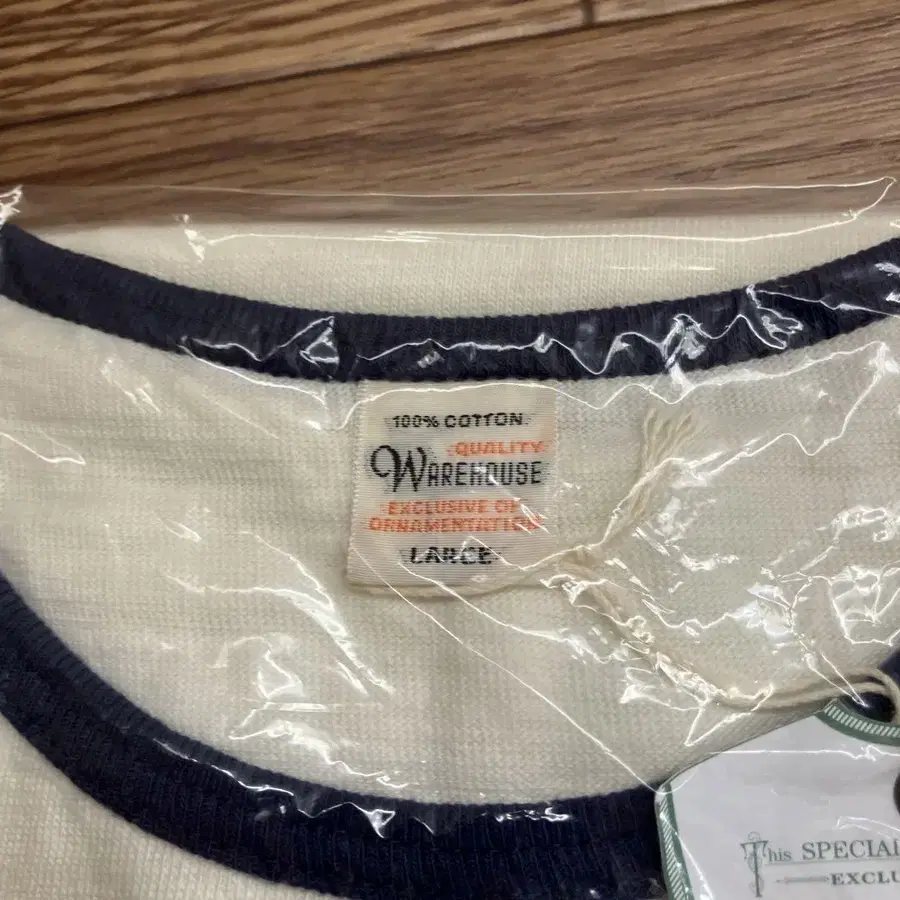 100% COTTON
QUALITY
WAREHOUSE
EXCLUSIVE OF
ORNAMENTATION
LARGE
This SPECIAL
EXCLU